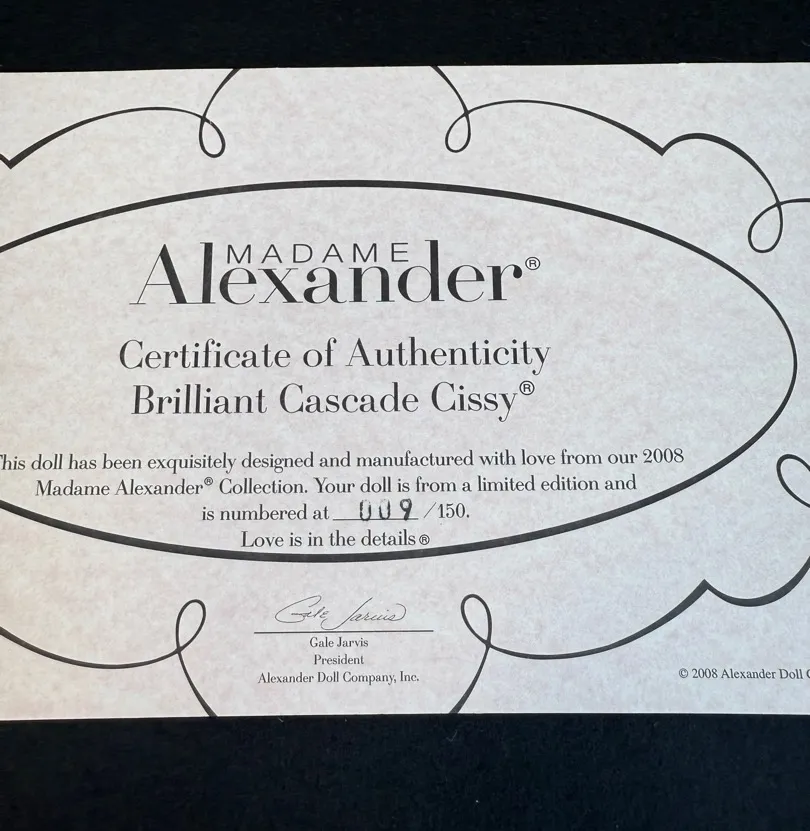 MADAME
Alexander®
Certificate of Authenticity
Brilliant Cascade Cissy®
his doll has been exquisitely designed and manufactured with love from our 2008
Madame Alexander® Collection. Your doll is from a limited edition and
is numbered at 009 /150.
Love is in the details®
Gale Jarvis
Gale Jarvis
President
Alexander Doll Company, Inc.
© 2008 Alexander Doll C